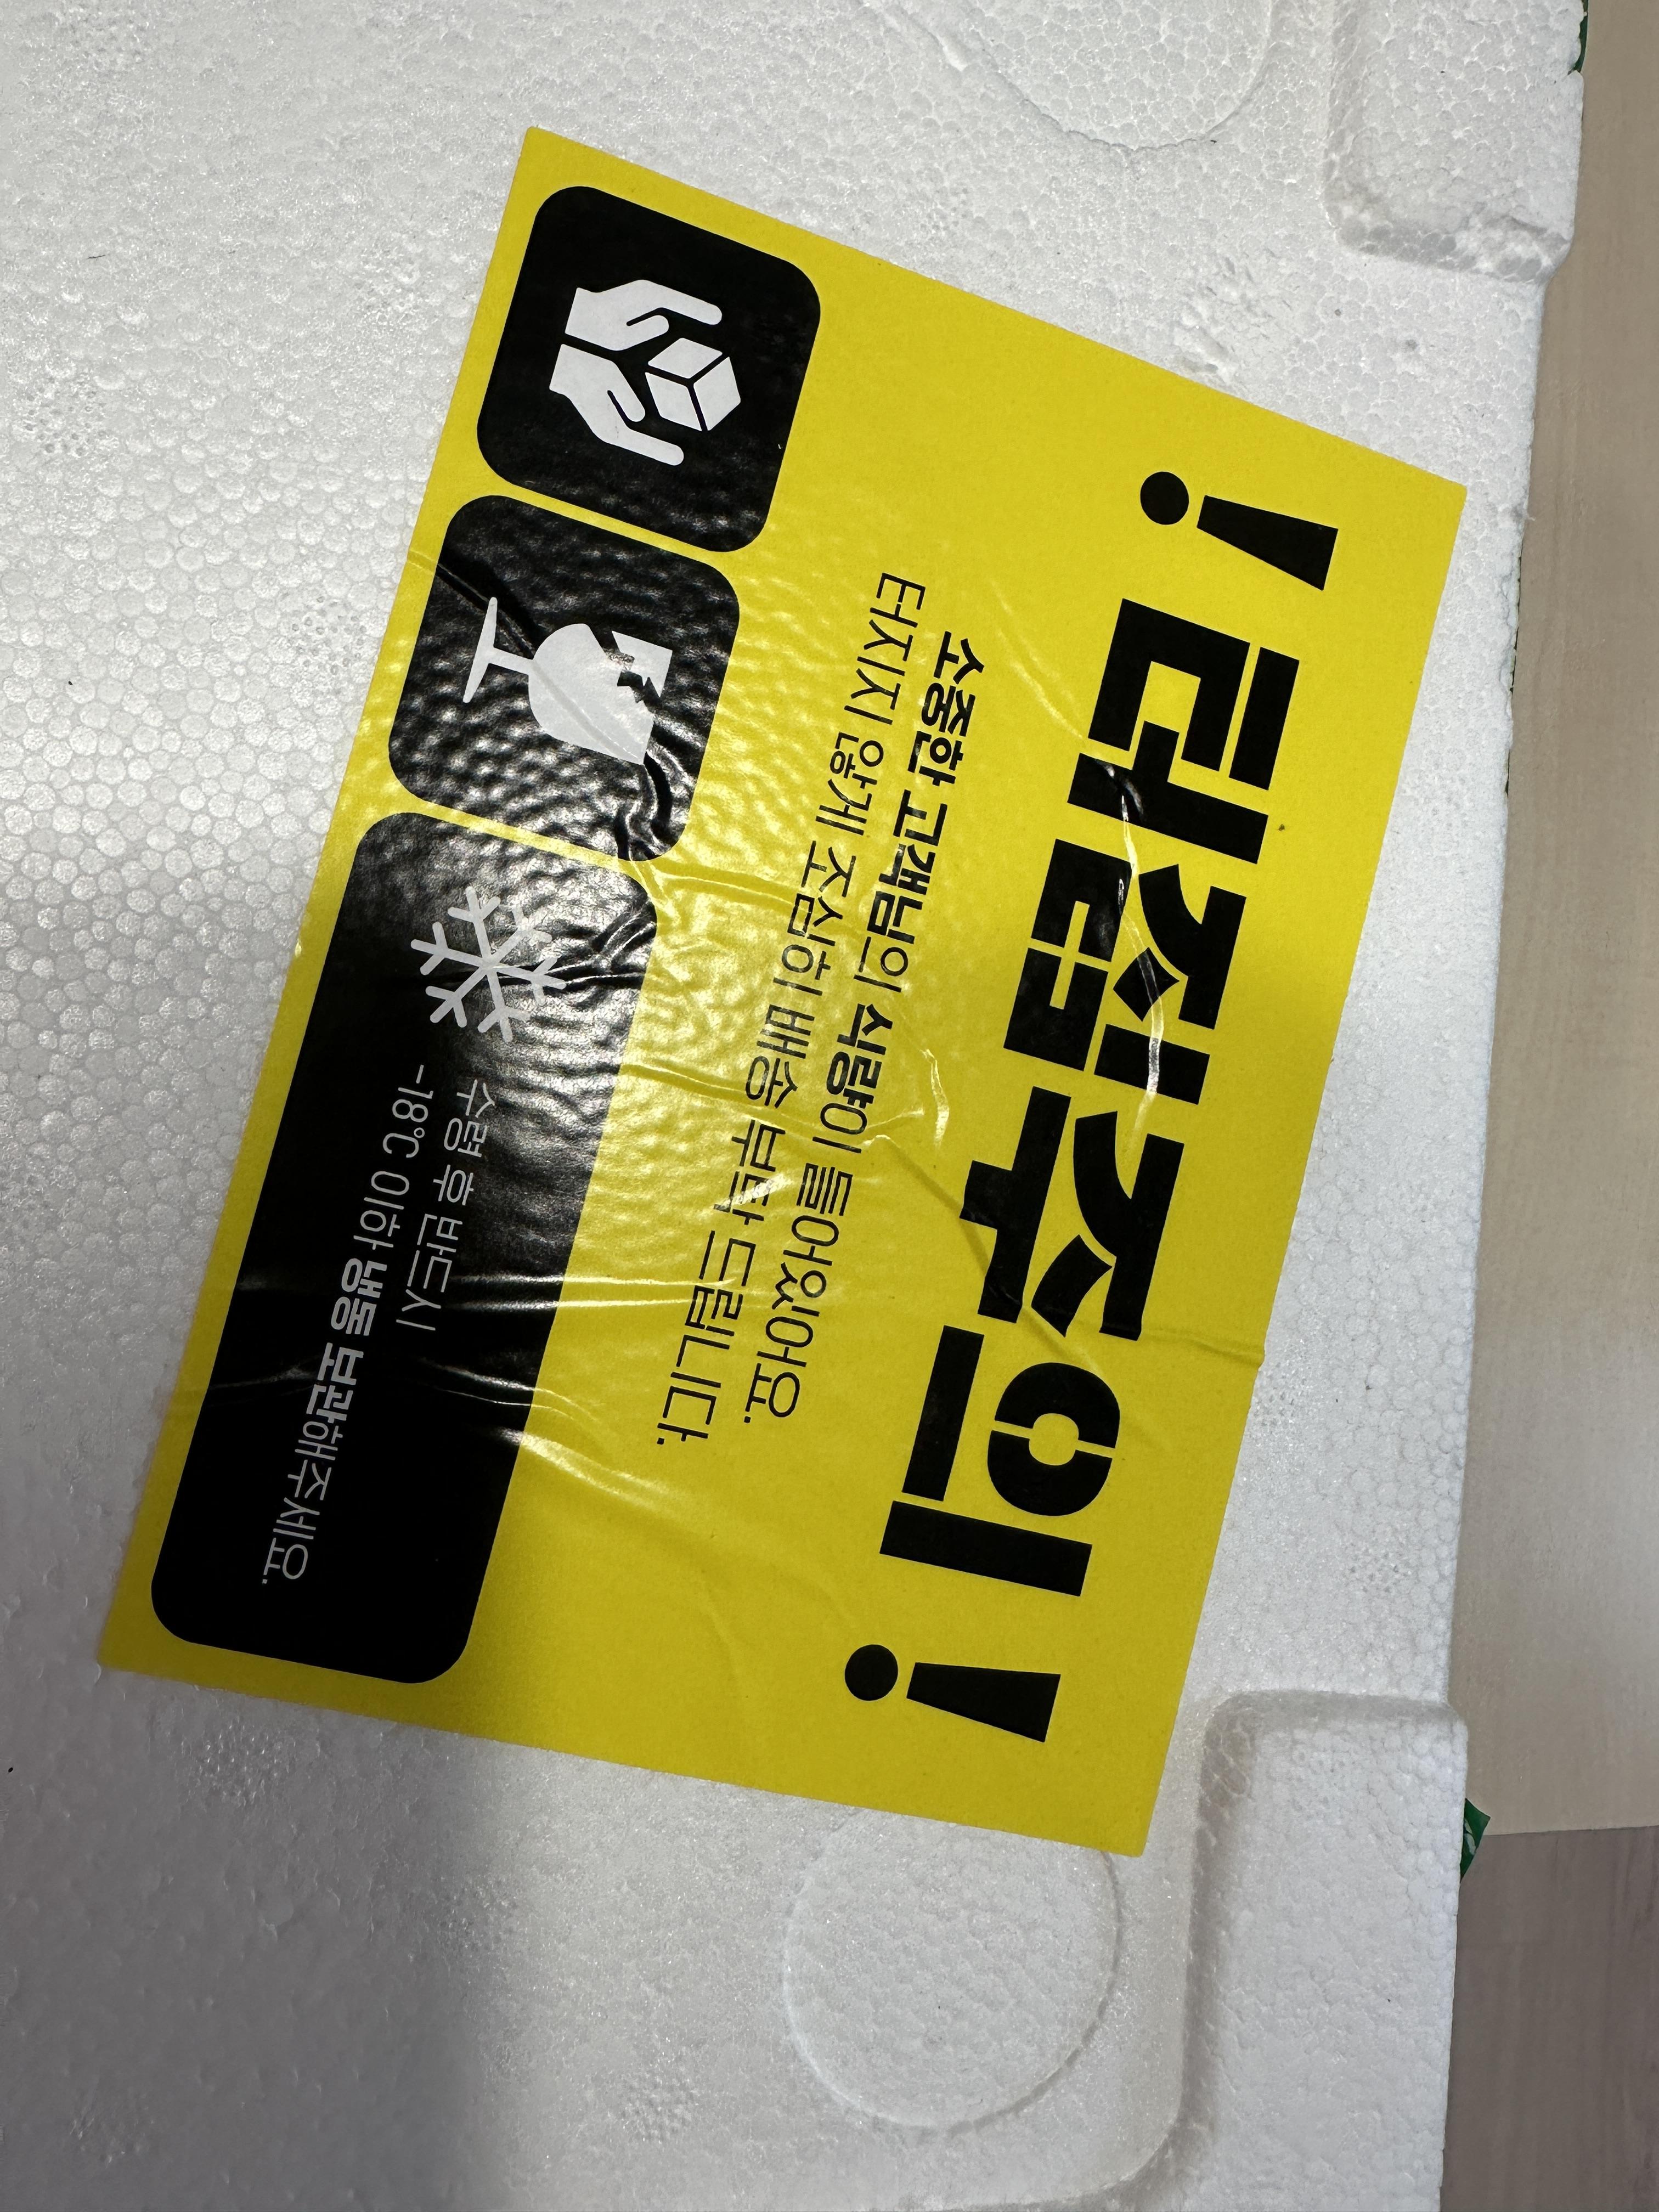 ! 터짐주의 !
소중한 고객님의 식량이 들어있어요.
터지지 않게 조심히 배송 부탁 드립니다.
수령 후 반드시
-18℃ 이하 냉동 보관해주세요.